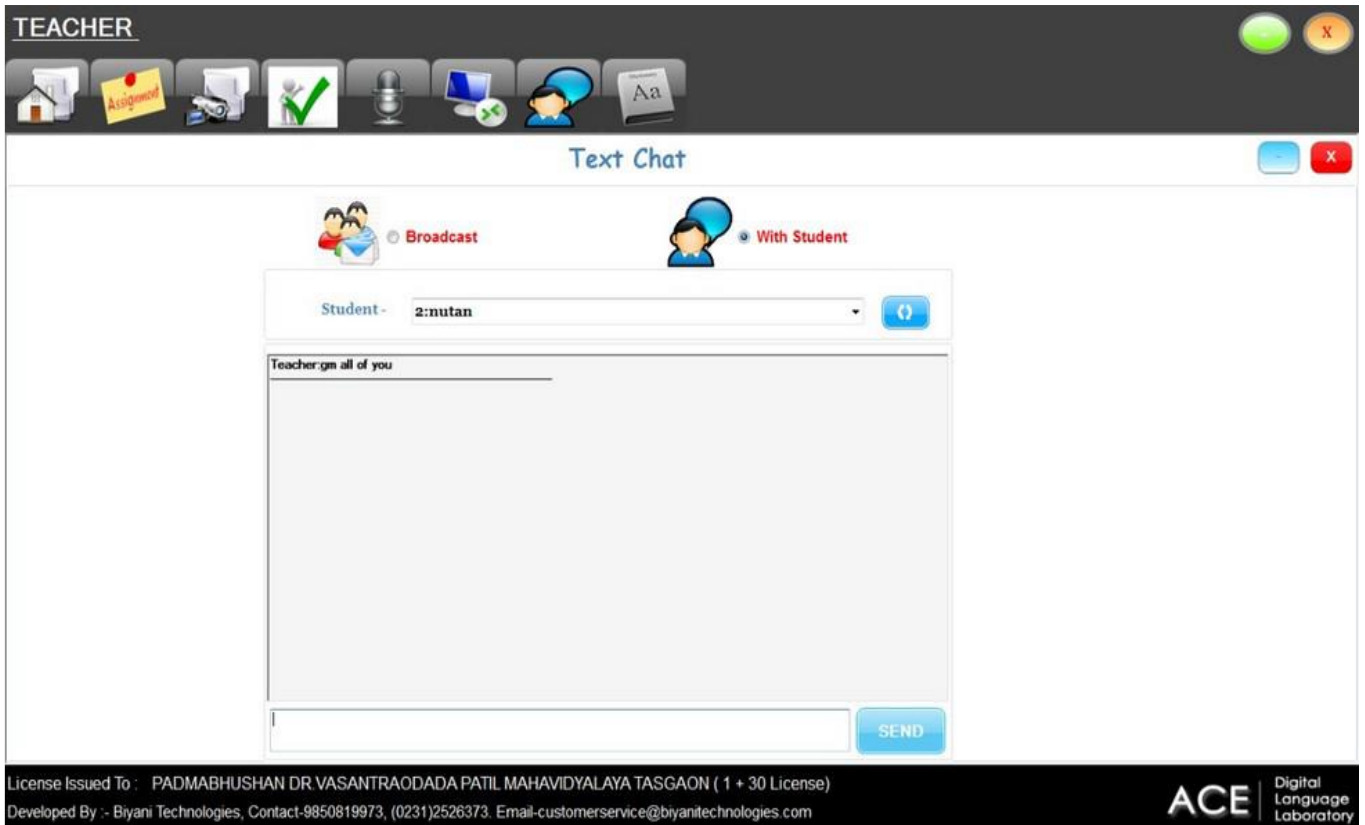 TEACHER
- X
Assignment
Dictionary
Aa
Text Chat
- X
Broadcast
With Student
Student- 2:nutan
Teacher:gm all of you
SEND
License Issued To : PADMABHUSHAN DR.VASANTRAODADA PATIL MAHAVIDYALAYA TASGAON ( 1 + 30 License)
Developed By :- Biyani Technologies, Contact-9850819973, (0231)2526373. Email-customerservice@biyanitechnologies.com
ACE
Digital
Language
Laboratory